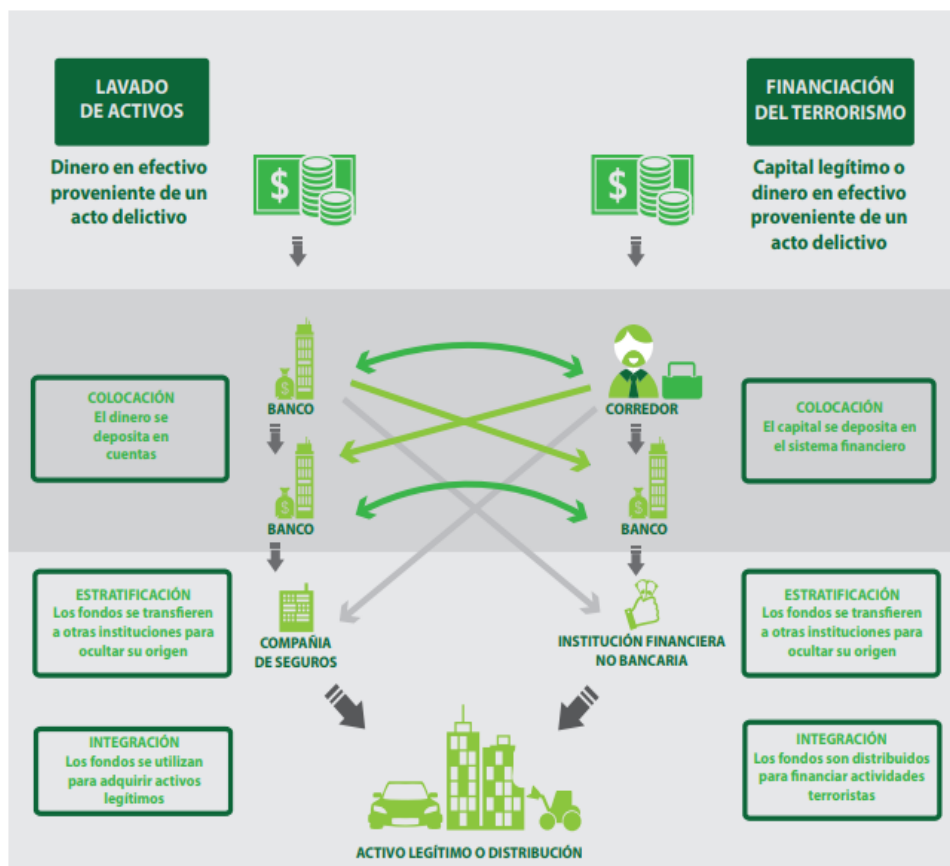 LAVADO
DE ACTIVOS
Dinero en efectivo
proveniente de un
acto delictivo
$
$
FINANCIACIÓN
DEL TERRORISMO
Capital legítimo o
dinero en efectivo
proveniente de un
acto delictivo
COLOCACIÓN
El dinero se
deposita en
cuentas
$
BANCO
CORREDOR
COLOCACIÓN
El capital se deposita en
el sistema financiero
$
BANCO
$
BANCO
ESTRATIFICACIÓN
Los fondos se transfieren
a otras instituciones para
ocultar su origen
COMPAÑIA
DE SEGUROS
INSTITUCIÓN FINANCIERA
NO BANCARIA
ESTRATIFICACIÓN
Los fondos se transfieren
a otras instituciones para
ocultar su origen
INTEGRACIÓN
Los fondos se utilizan
para adquirir activos
legítimos
INTEGRACIÓN
Los fondos son distribuidos
para financiar actividades
terroristas
ACTIVO LEGÍTIMO O DISTRIBUCIÓN